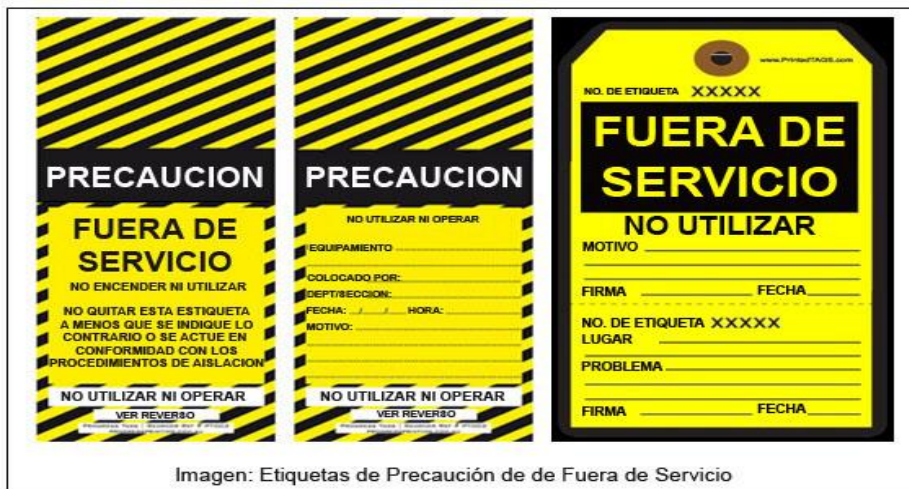 PRECAUCION
FUERA DE
SERVICIO
NO ENCENDER NI UTILIZAR
NO QUITAR ESTA ESTIQUETA
A MENOS QUE SE INDIQUE LO
CONTRARIO O SE ACTUE EN
CONFORMIDAD CON LOS
PROCEDIMIENTOS DE AISLACION
NO UTILIZAR NI OPERAR
VER REVERSO
PRECAUCION
NO UTILIZAR NI OPERAR
EQUIPAMIENTO
COLOCADO POR:
DEPT/SECCION:
FECHA: / / HORA:
MOTIVO:
NO UTILIZAR NI OPERAR
VER REVERSO
www.PrintedTAGS.com
NO. DE ETIQUETA XXXXX
FUERA DE
SERVICIO
NO UTILIZAR
MOTIVO
FIRMA FECHA
NO. DE ETIQUETA XXXXX
LUGAR
PROBLEMA
FIRMA FECHA
Imagen: Etiquetas de Precaución de de Fuera de Servicio